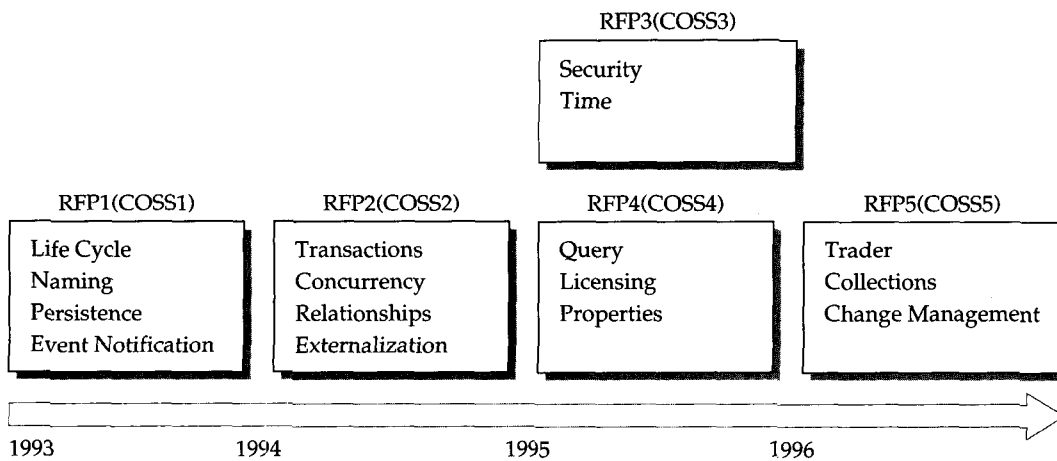 RFP3(COSS3)
Security
Time
RFP1(COSS1)
Life Cycle
Naming
Persistence
Event Notification
RFP2(COSS2)
Transactions
Concurrency
Relationships
Externalization
RFP4(COSS4)
Query
Licensing
Properties
RFP5(COSS5)
Trader
Collections
Change Management
1993 1994 1995 1996